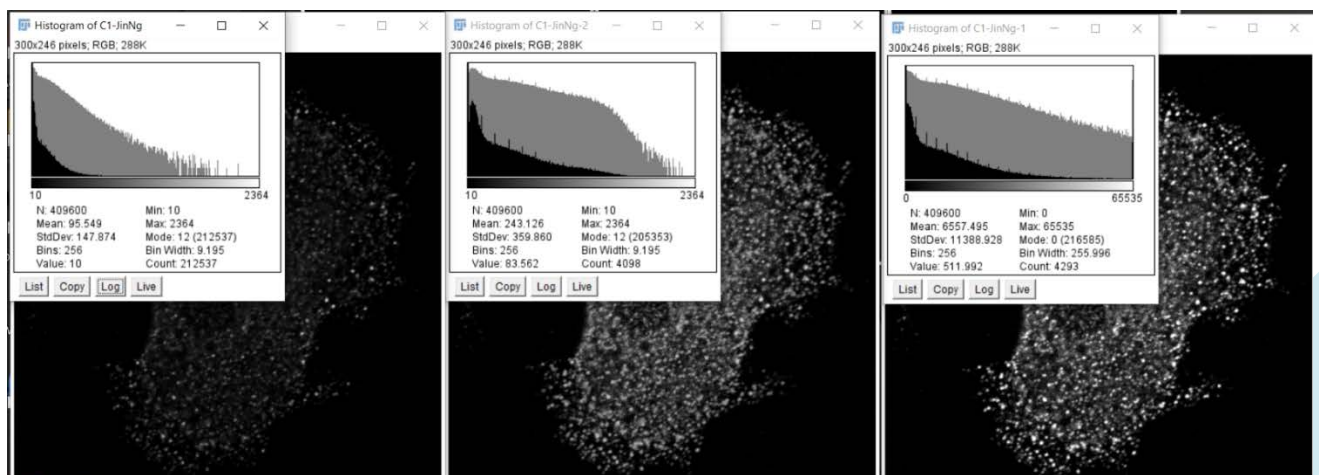 Histogram of C1-JinNg
300x246 pixels; RGB; 288K
10 2364
N: 409600 Min: 10
Mean: 95.549 Max: 2364
StdDev: 147.874 Mode: 12 (212537)
Bins: 256 Bin Width: 9.195
Value: 10 Count: 212537
List Copy Log Live
Histogram of C1-JinNg-2
300x246 pixels; RGB; 288K
10 2364
N: 409600 Min: 10
Mean: 243.126 Max: 2364
StdDev: 359.860 Mode: 12 (205353)
Bins: 256 Bin Width: 9.195
Value: 83.562 Count: 4098
List Copy Log Live
Histogram of C1-JinNg-1
300x246 pixels; RGB; 288K
0 65535
N: 409600 Min: 0
Mean: 6557.495 Max: 65535
StdDev: 11388.928 Mode: 0 (216585)
Bins: 256 Bin Width: 255.996
Value: 511.992 Count: 4293
List Copy Log Live